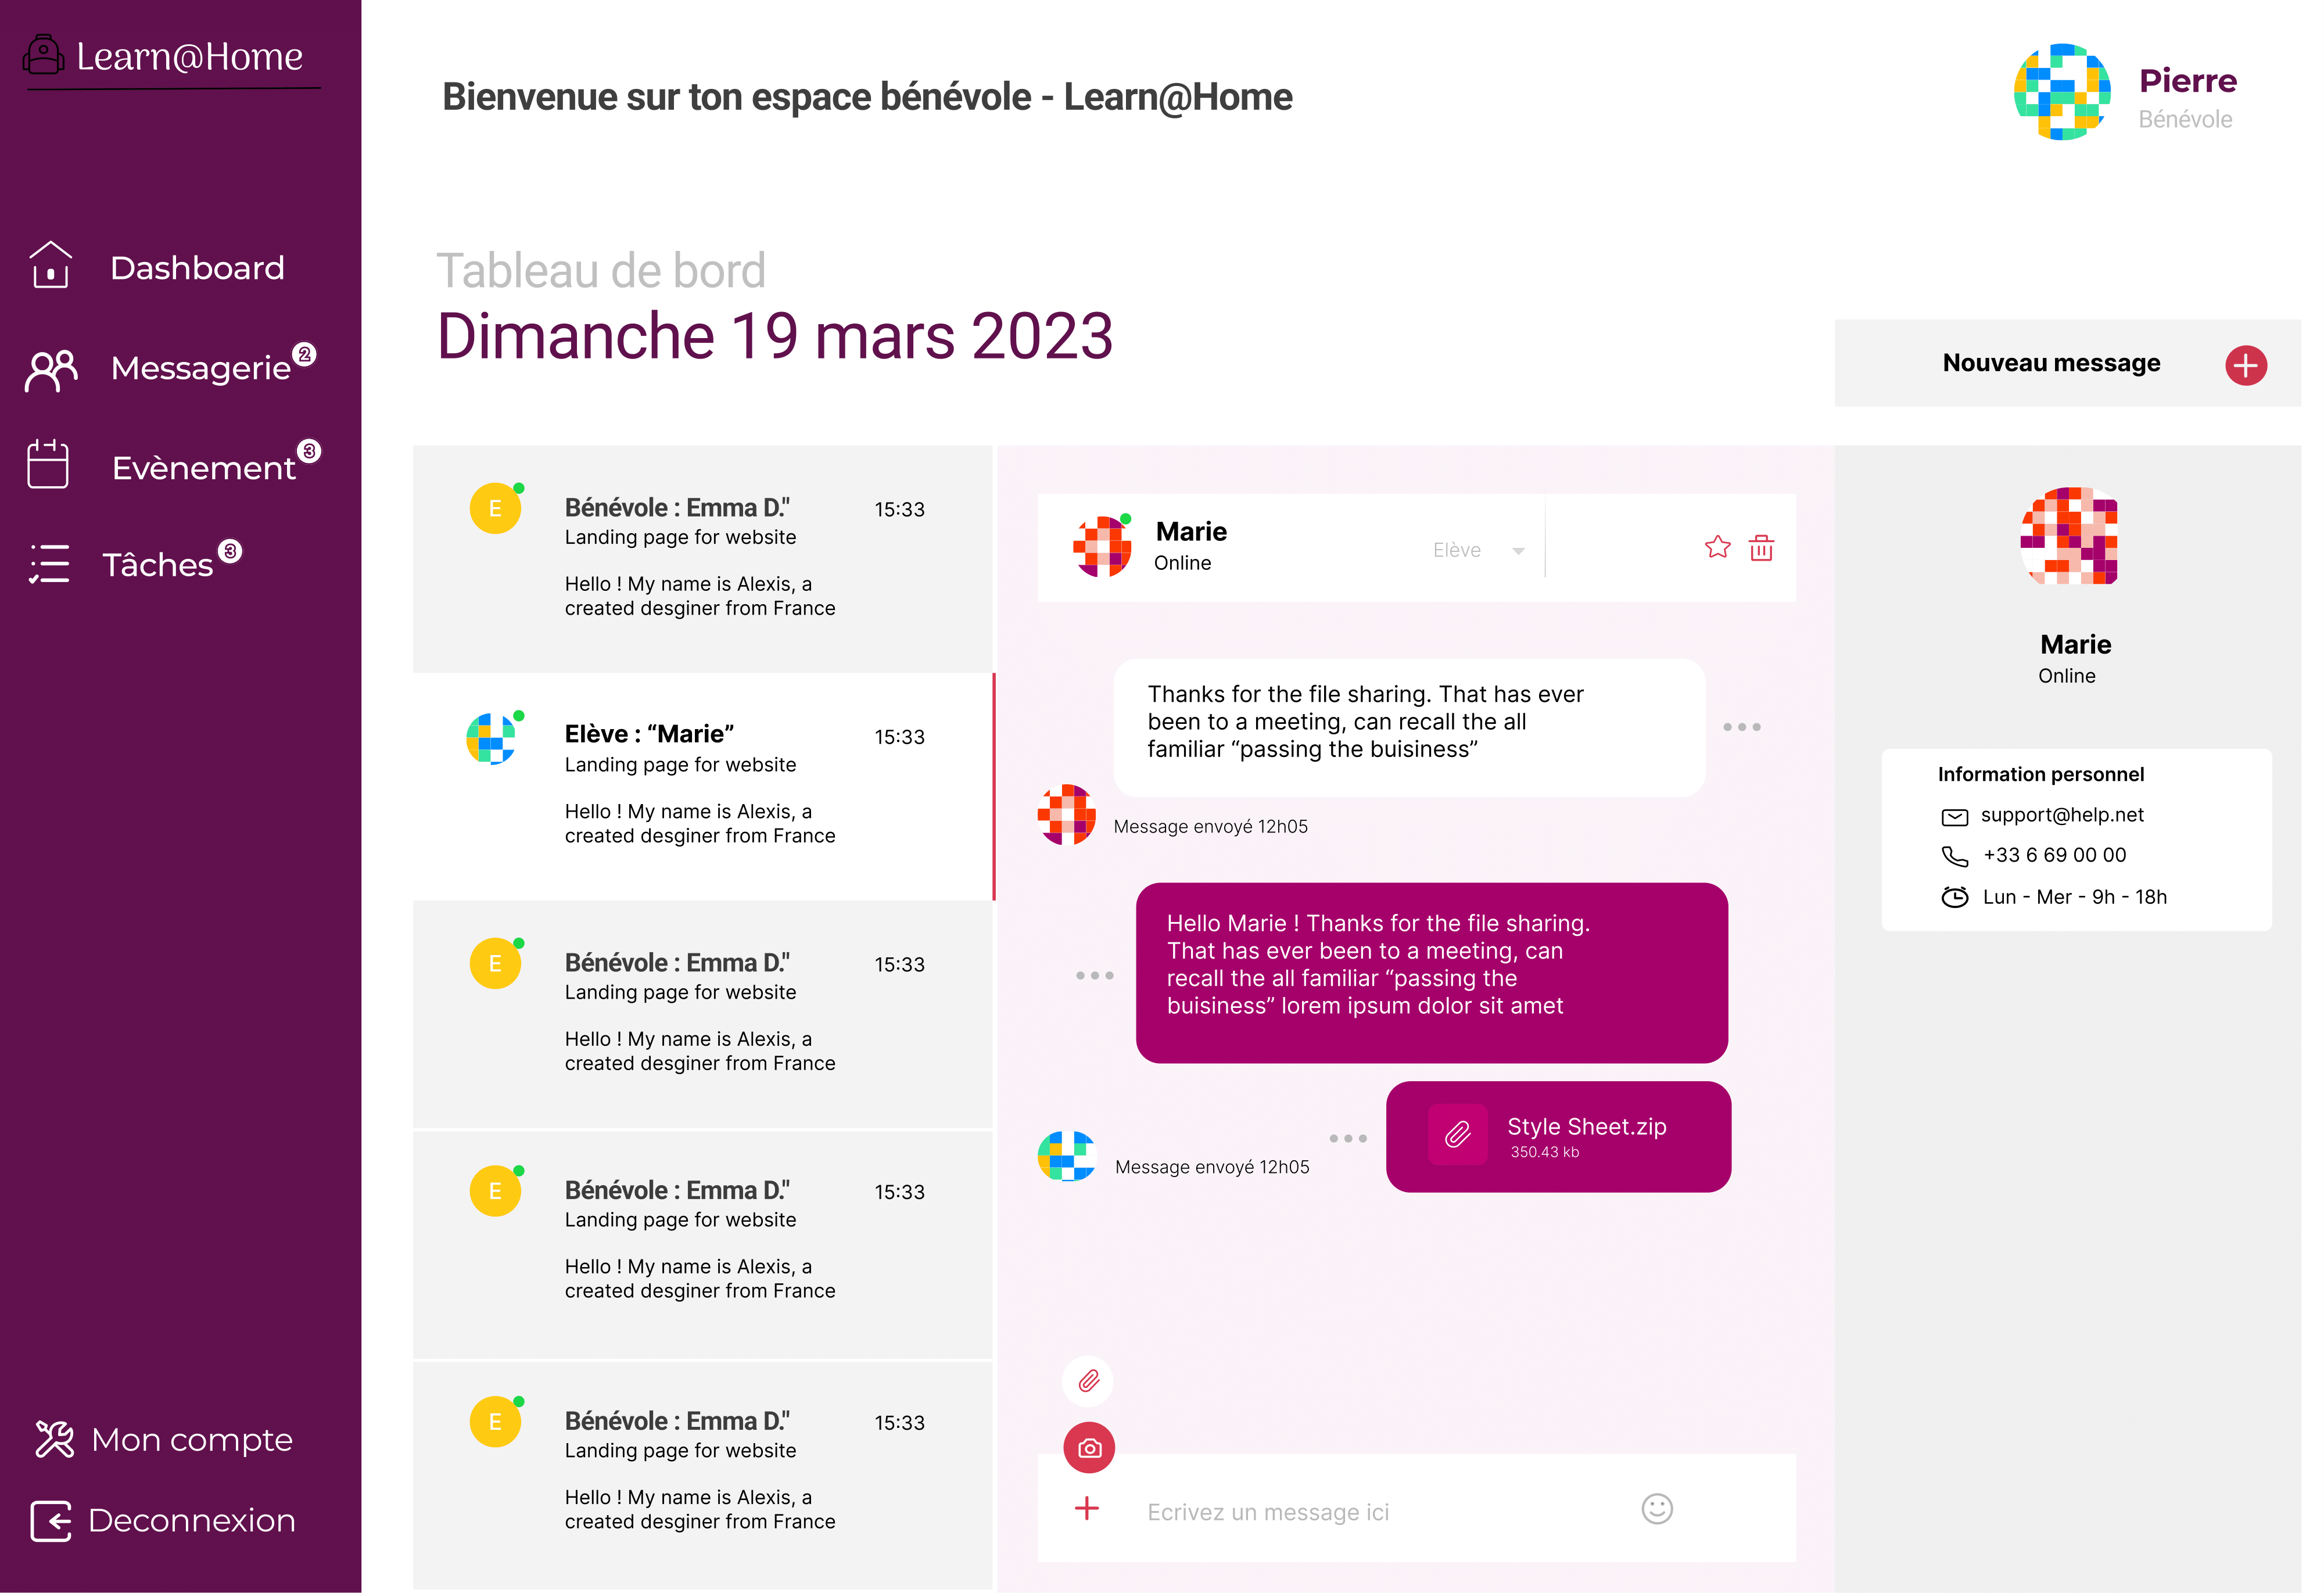 Learn@Home
Dashboard
Messagerie 2
Evènement 3
Tâches 3
Mon compte
Deconnexion
Bienvenue sur ton espace bénévole - Learn@Home
Pierre
Bénévole
Tableau de bord
Dimanche 19 mars 2023
Nouveau message
E
Bénévole : Emma D."
15:33
Landing page for website
Hello ! My name is Alexis, a
created desginer from France
Elève : “Marie”
15:33
Landing page for website
Hello ! My name is Alexis, a
created desginer from France
E
Bénévole : Emma D."
15:33
Landing page for website
Hello ! My name is Alexis, a
created desginer from France
E
Bénévole : Emma D."
15:33
Landing page for website
Hello ! My name is Alexis, a
created desginer from France
E
Bénévole : Emma D."
15:33
Landing page for website
Hello ! My name is Alexis, a
created desginer from France
Marie
Online
Elève
Thanks for the file sharing. That has ever
been to a meeting, can recall the all
familiar “passing the buisiness”
Message envoyé 12h05
Hello Marie ! Thanks for the file sharing.
That has ever been to a meeting, can
recall the all familiar “passing the
buisiness” lorem ipsum dolor sit amet
Style Sheet.zip
350.43 kb
Message envoyé 12h05
Ecrivez un message ici
Marie
Online
Information personnel
support@help.net
+33 6 69 00 00
Lun - Mer - 9h - 18h